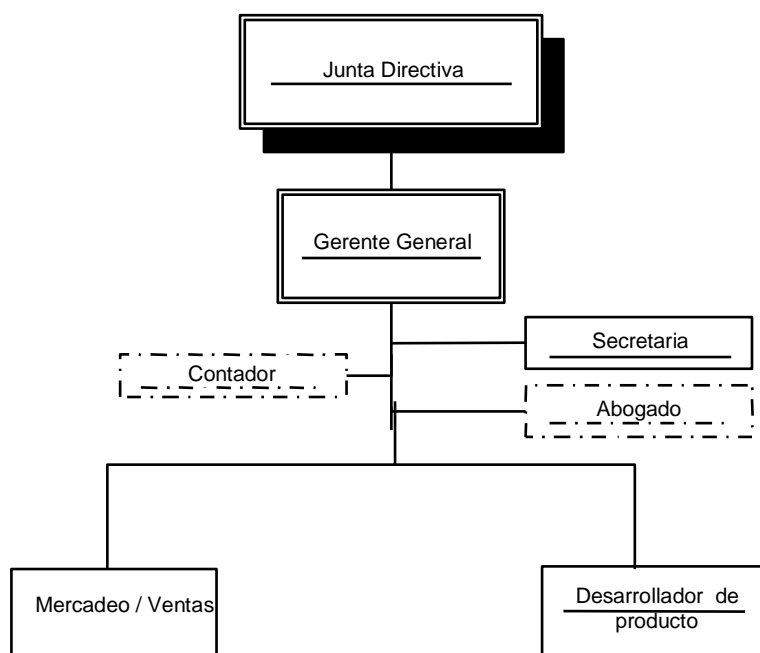 Junta Directiva
Gerente General
Secretaria
Contador
Abogado
Mercadeo / Ventas
Desarrollador de
producto